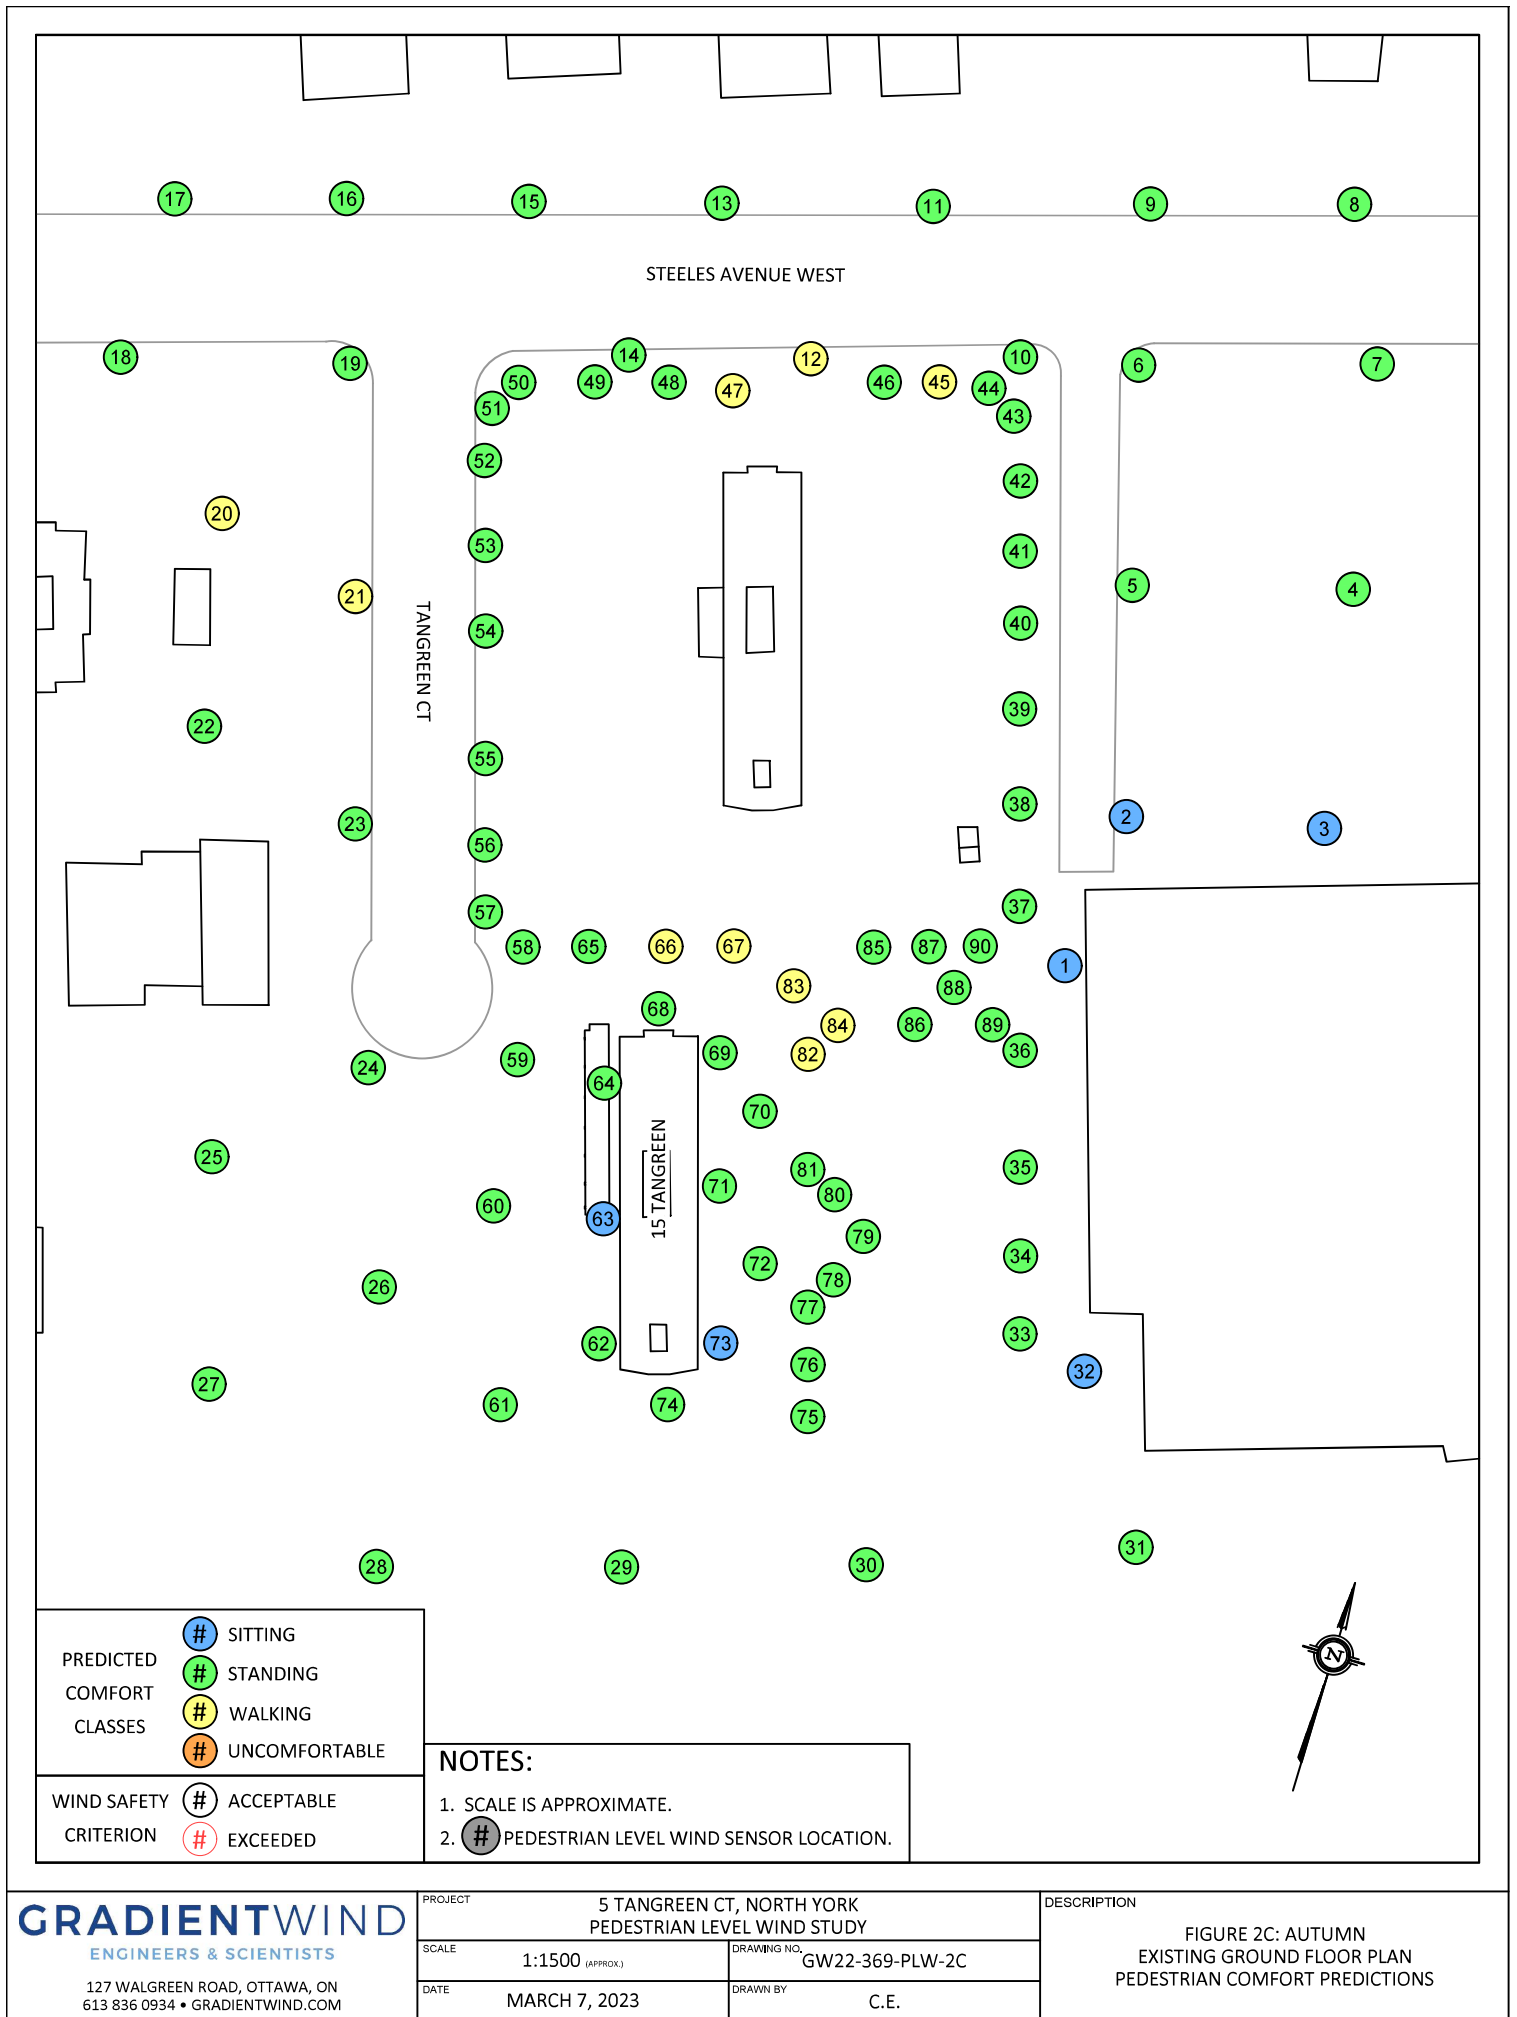 17
16
15
13
11
9
8
STEELES AVENUE WEST
18
19
14
12
10
6
7
50
49
48
47
46
45
44
51
43
52
42
20
53
41
21
5
4
54
40
TANGREEN CT
22
39
55
23
38
2
3
56
57
37
58
65
66
67
85
87
90
1
83
88
68
84
86
89
69
82
36
24
59
64
70
25
81
35
71
80
60
63
15 TANGREEN
79
34
72
78
26
77
33
62
73
76
32
27
61
74
75
28
29
30
31
PREDICTED
COMFORT
CLASSES
# SITTING
# STANDING
# WALKING
# UNCOMFORTABLE
WIND SAFETY
CRITERION
# ACCEPTABLE
# EXCEEDED
NOTES:
1. SCALE IS APPROXIMATE.
2. # PEDESTRIAN LEVEL WIND SENSOR LOCATION.
N
GRADIENTWIND
ENGINEERS & SCIENTISTS
127 WALGREEN ROAD, OTTAWA, ON
613 836 0934 • GRADIENTWIND.COM
PROJECT
5 TANGREEN CT, NORTH YORK
PEDESTRIAN LEVEL WIND STUDY
SCALE
1:1500 (APPROX.)
DRAWING NO.
GW22-369-PLW-2C
DATE
MARCH 7, 2023
DRAWN BY
C.E.
DESCRIPTION
FIGURE 2C: AUTUMN
EXISTING GROUND FLOOR PLAN
PEDESTRIAN COMFORT PREDICTIONS